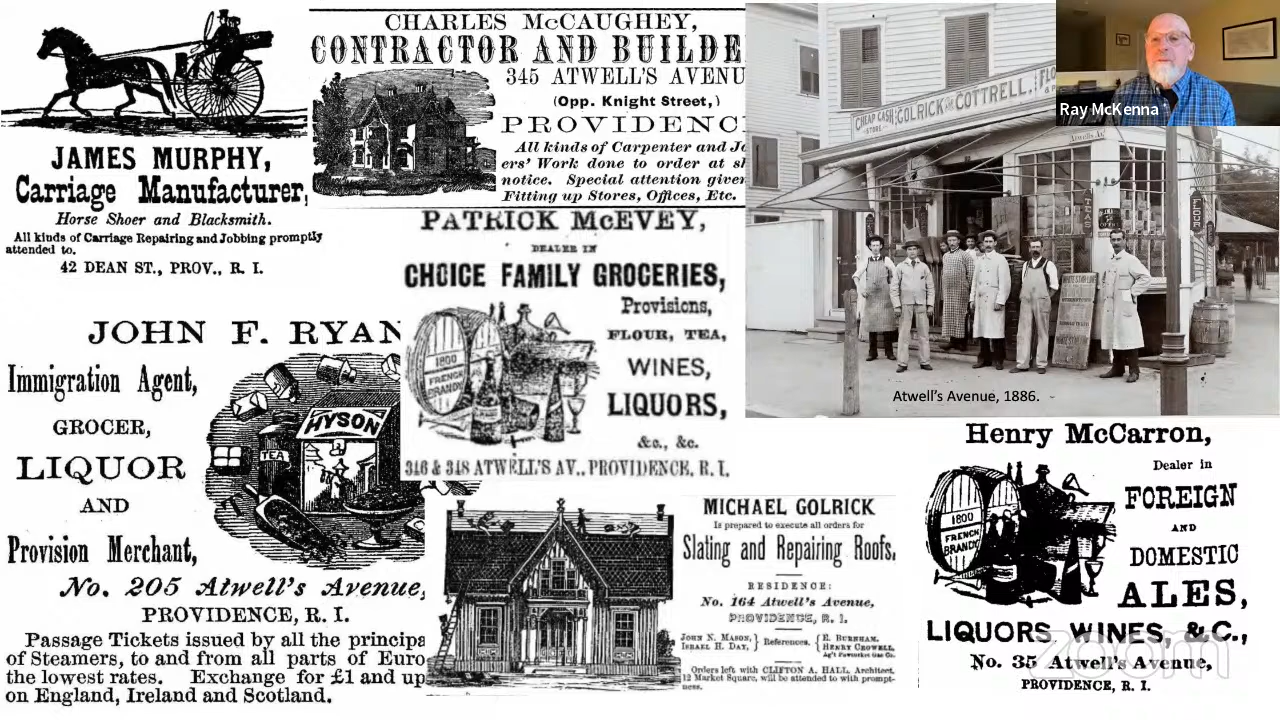 JAMES MURPHY,
Carriage Manufacturer,
Horse Shoer and Blacksmith.
All kinds of Carriage Repairing and Jobbing promptly
attended to.
42 DEAN ST., PROV., R. I.
CHARLES McCAUGHEY,
CONTRACTOR AND BUILDE
345 ATWELL'S AVENU
(Opp. Knight Street,)
PROVIDENC
All kinds of Carpenter and Jo
ers' Work done to order at sh
notice. Special attention given
Fitting up Stores, Offices, Etc.
PATRICK McEVEY,
DEALER IN
CHOICE FAMILY GROCERIES,
Provisions,
FLOUR, TEA,
WINES,
LIQUORS,
&c., &c.
1800
FRENCH
BRANDY
346 & 348 ATWELL'S AV., PROVIDENCE, R. I.
CHEAP CASH
STORE
GOLRICK COTTRELL
FLO
TEAS
FLOUR
Atwell's Avenue, 1886.
Ray McKenna
JOHN F. RYAN
Immigration Agent,
GROCER,
LIQUOR
AND
Provision Merchant,
HYSON
TEA
No. 205 Atwell's Avenue,
PROVIDENCE, R. I.
Passage Tickets issued by all the principa
of Steamers, to and from all parts of Euro
the lowest rates. Exchange for £1 and up
on England, Ireland and Scotland.
MICHAEL GOLRICK
Is prepared to execute all orders for
Slating and Repairing Roofs,
RESIDENCE:
No. 164 Atwell's Avenue,
PROVIDENCE, R. I.
JOHN N. MASON, ISRAEL H. DAY, } References. { E. BURNHAM, HENRY CROWELL,
Ag't Pawtucket Gas Co.
Orders left with CLIFTON A. HALL, Architect,
12 Market Square, will be attended to with prompt-
ness.
Henry McCarron,
Dealer in
FOREIGN
AND
DOMESTIC
ALES,
1800
FRENCH
BRANDY
LIQUORS, WINES, &C.,
No. 35 Atwell's Avenue,
PROVIDENCE, R. I.
zoom